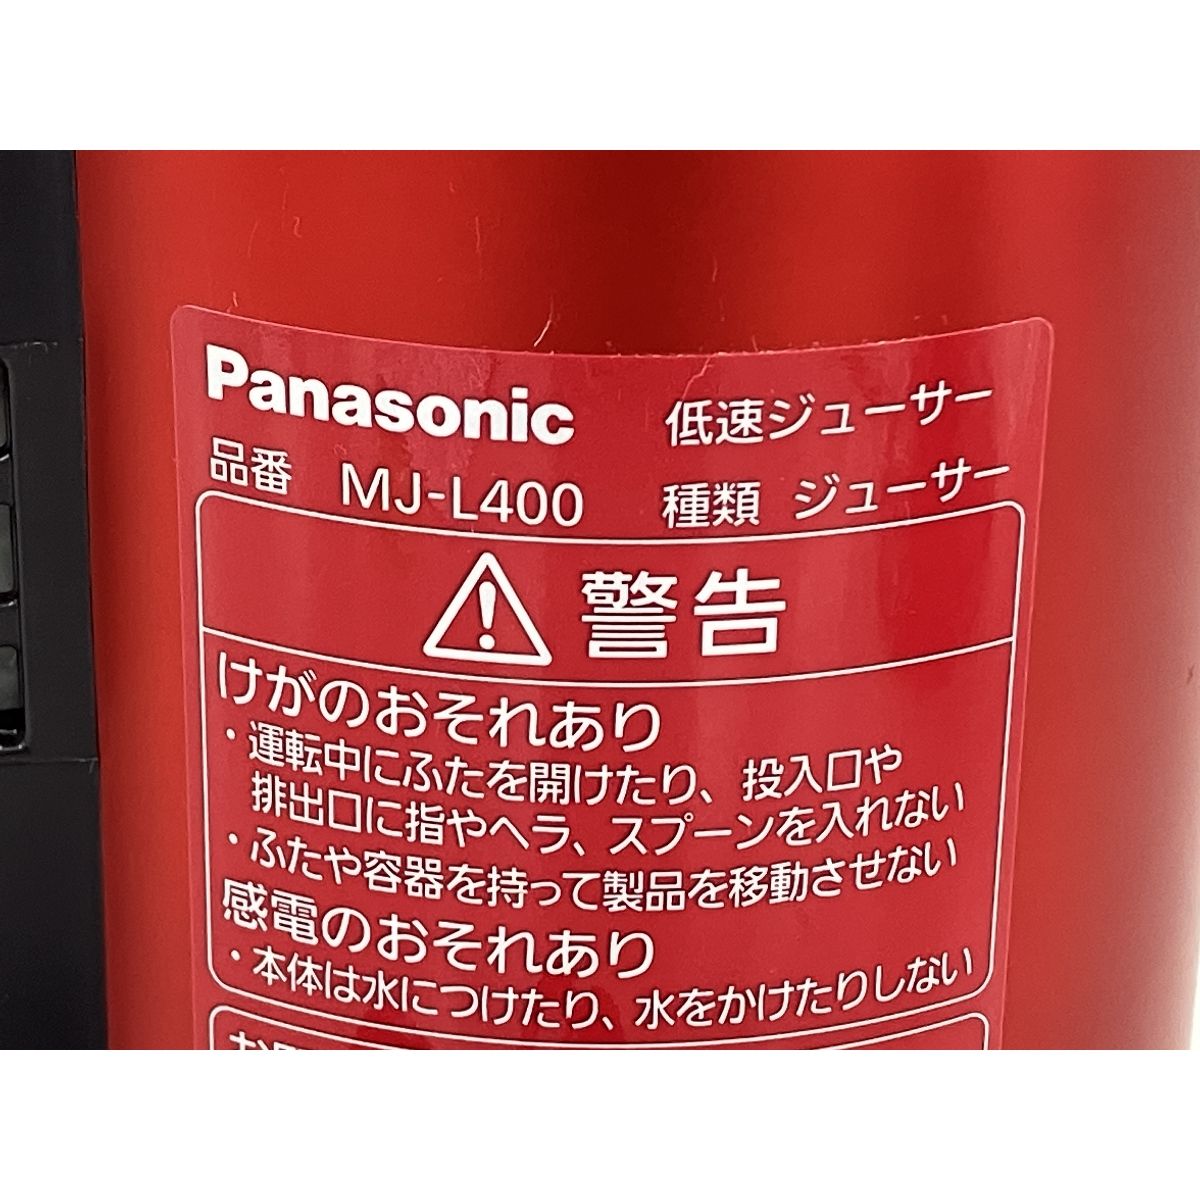 Panasonic 低速ジューサー
品番 MJ-L400 種類 ジューサー
警告
けがのおそれあり
・運転中にふたを開けたり、投入口や
排出口に指やヘラ、スプーンを入れない
・ふたや容器を持って製品を移動させない
感電のおそれあり
・本体は水につけたり、水をかけたりしない